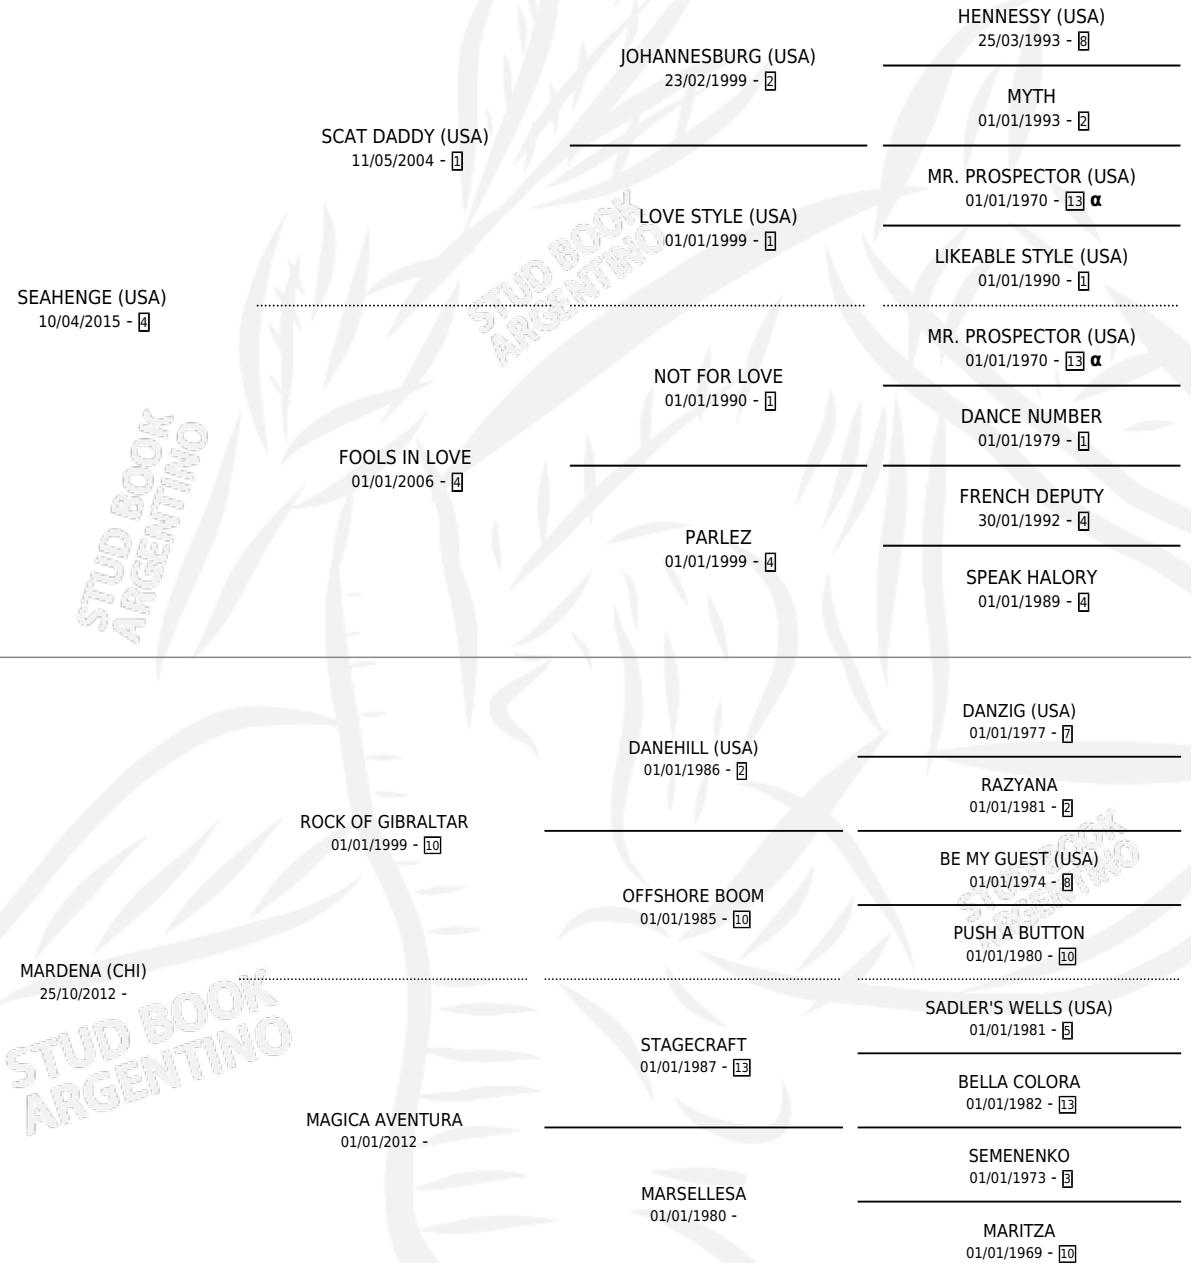 HENNESSY (USA)
25/03/1993 - 8
JOHANNESBURG (USA)
23/02/1999 - 2
MYTH
01/01/1993 - 2
SCAT DADDY (USA)
11/05/2004 - 1
MR. PROSPECTOR (USA)
01/01/1970 - 13 α
LOVE STYLE (USA)
01/01/1999 - 1
LIKEABLE STYLE (USA)
01/01/1990 - 1
SEAHENGE (USA)
10/04/2015 - 4
MR. PROSPECTOR (USA)
01/01/1970 - 13 α
NOT FOR LOVE
01/01/1990 - 1
DANCE NUMBER
01/01/1979 - 1
FOOLS IN LOVE
01/01/2006 - 4
FRENCH DEPUTY
30/01/1992 - 4
PARLEZ
01/01/1999 - 4
SPEAK HALORY
01/01/1989 - 4
DANZIG (USA)
01/01/1977 - 7
DANEHILL (USA)
01/01/1986 - 2
RAZYANA
01/01/1981 - 2
ROCK OF GIBRALTAR
01/01/1999 - 10
BE MY GUEST (USA)
01/01/1974 - 8
OFFSHORE BOOM
01/01/1985 - 10
PUSH A BUTTON
01/01/1980 - 10
MARDENA (CHI)
25/10/2012 -
SADLER'S WELLS (USA)
01/01/1981 - 5
STAGECRAFT
01/01/1987 - 13
BELLA COLORA
01/01/1982 - 13
MAGICA AVENTURA
01/01/2012 -
SEMENENKO
01/01/1973 - 3
MARSELLESA
01/01/1980 -
MARITZA
01/01/1969 - 10
STUD BOOK
ARGENTINO
STUD BOOK
ARGENTINO
STUD BOOK
ARGENTINO
STUD BOOK
ARGENTINO